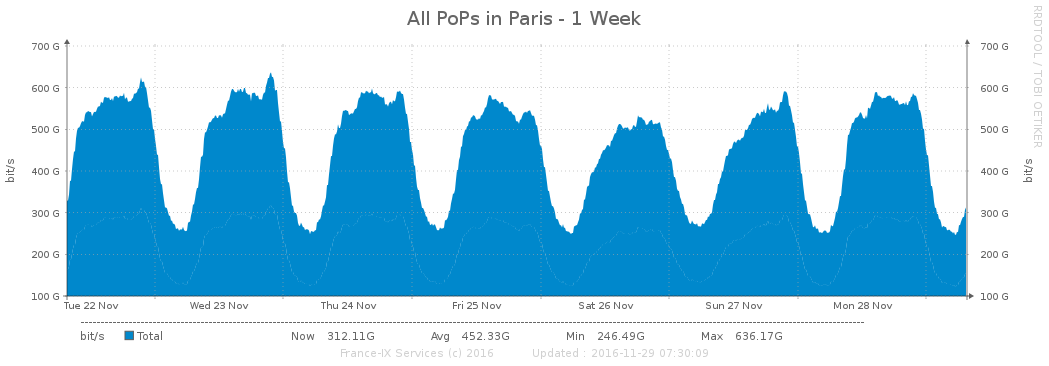 All PoPs in Paris - 1 Week
RRDTOOL / TOBI OETIKER
700 G 700 G
600 G 600 G
500 G 500 G
400 G 400 G
300 G 300 G
200 G 200 G
100 G 100 G
bit/s bit/s
Tue 22 Nov Wed 23 Nov Thu 24 Nov Fri 25 Nov Sat 26 Nov Sun 27 Nov Mon 28 Nov
bit/s Total Now 312.11G Avg 452.33G Min 246.49G Max 636.17G
France-IX Services (c) 2016 Updated : 2016-11-29 07:30:09